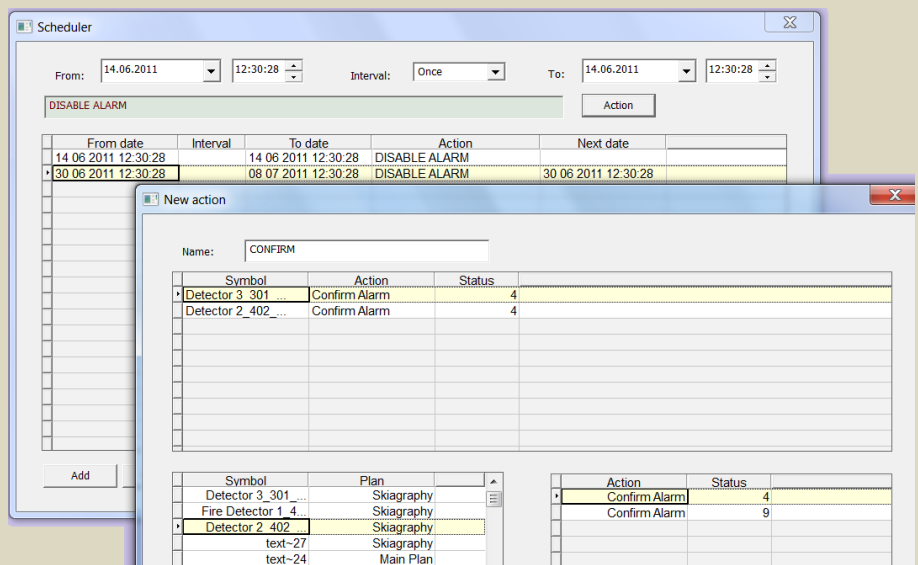 Scheduler
From: 14.06.2011 12:30:28 Interval: Once To: 14.06.2011 12:30:28
DISABLE ALARM Action
From date Interval To date Action Next date
14 06 2011 12:30:28 14 06 2011 12:30:28 DISABLE ALARM
30 06 2011 12:30:28 08 07 2011 12:30:28 DISABLE ALARM 30 06 2011 12:30:28
New action
Name: CONFIRM
Symbol Action Status
Detector 3_301_... Confirm Alarm 4
Detector 2_402_... Confirm Alarm 4
Add
Symbol Plan
Detector 3_301_... Skiagraphy
Fire Detector 1_4... Skiagraphy
Detector 2_402_... Skiagraphy
text~27 Skiagraphy
text~24 Main Plan
Action Status
Confirm Alarm 4
Confirm Alarm 9